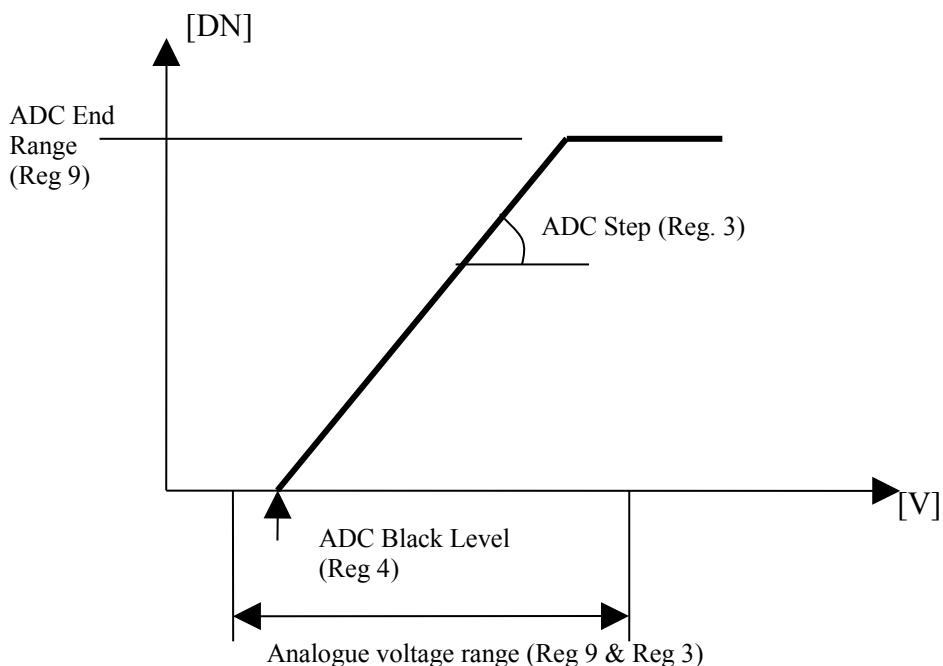 [DN]
ADC End
Range
(Reg 9)
ADC Step (Reg. 3)
[V]
ADC Black Level
(Reg 4)
Analogue voltage range (Reg 9 & Reg 3)